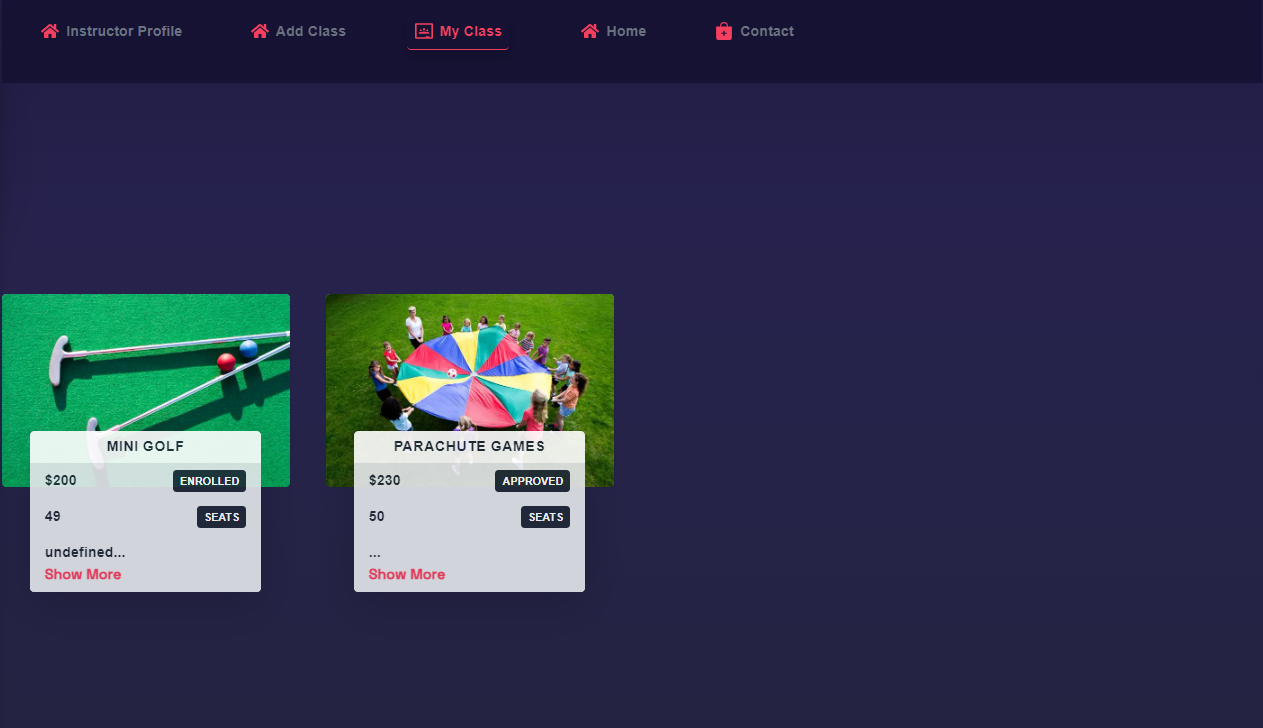 Instructor Profile
Add Class
My Class
Home
Contact
MINI GOLF
$200 ENROLLED
49 SEATS
undefined...
Show More
PARACHUTE GAMES
$230 APPROVED
50 SEATS
...
Show More